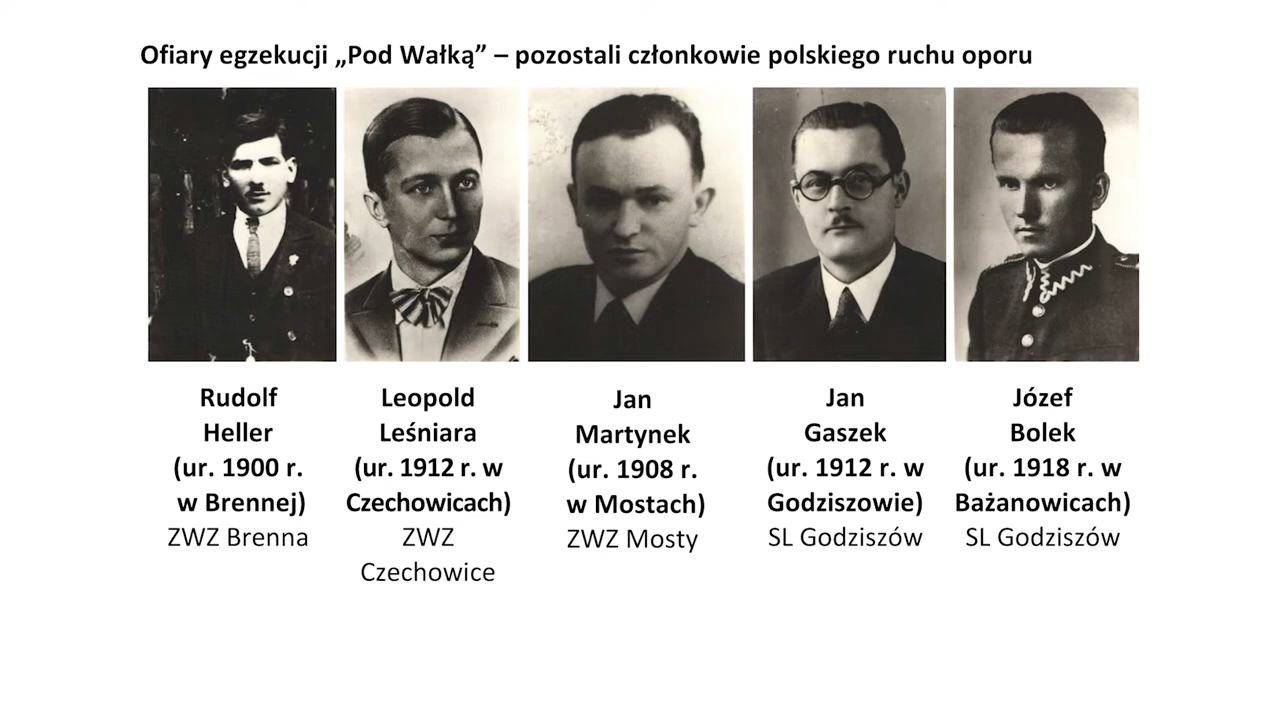 Ofiary egzekucji „Pod Wałką” – pozostali członkowie polskiego ruchu oporu
Rudolf
Heller
(ur. 1900 r.
w Brennej)
ZWZ Brenna
Leopold
Leśniara
(ur. 1912 r. w
Czechowicach)
ZWZ
Czechowice
Jan
Martynek
(ur. 1908 r.
w Mostach)
ZWZ Mosty
Jan
Gaszek
(ur. 1912 r. w
Godziszowie)
SL Godziszów
Józef
Bolek
(ur. 1918 r. w
Bażanowicach)
SL Godziszów